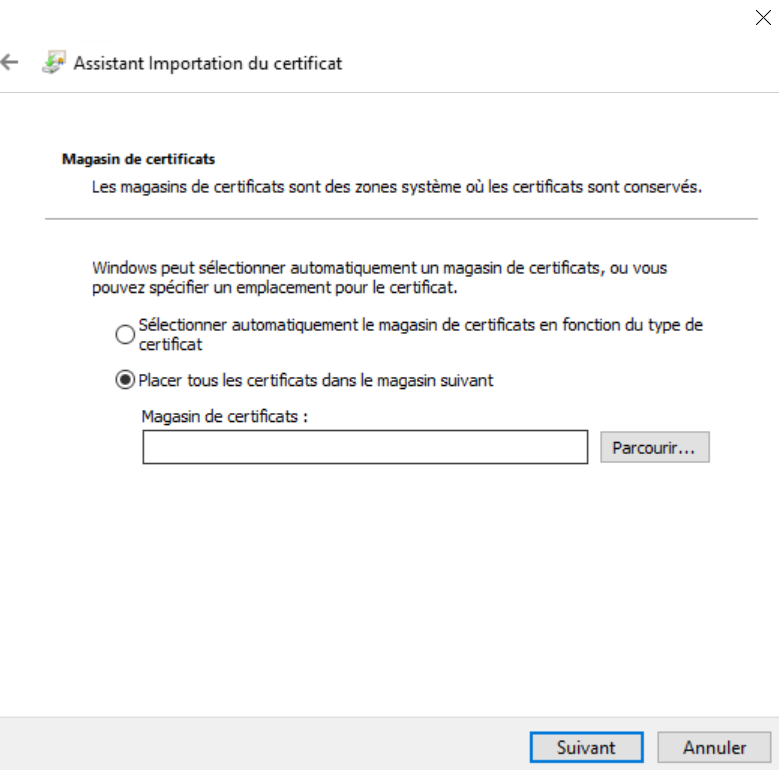 Assistant Importation du certificat
Magasin de certificats
Les magasins de certificats sont des zones système où les certificats sont conservés.
Windows peut sélectionner automatiquement un magasin de certificats, ou vous
pouvez spécifier un emplacement pour le certificat.
Sélectionner automatiquement le magasin de certificats en fonction du type de
certificat
Placer tous les certificats dans le magasin suivant
Magasin de certificats :
Parcourir...
Suivant
Annuler